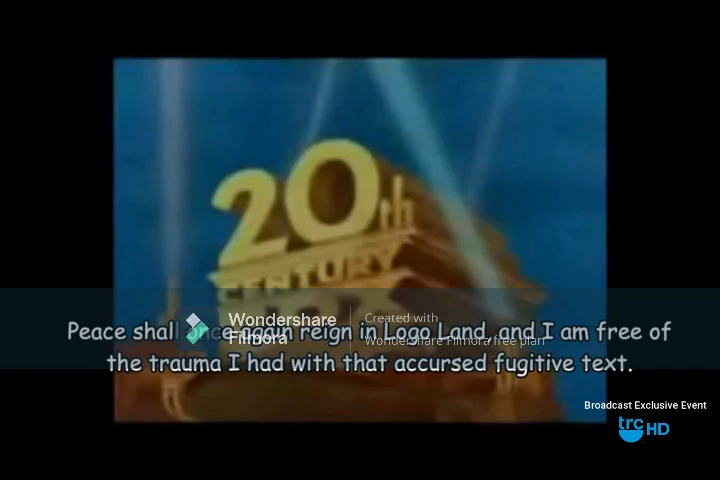 20th
CENTURY
FOX
Wondershare
Filmora
Created with
Wondershare Filmora free plan
Peace shall once again reign in Logo Land, and I am free of
the trauma I had with that accursed fugitive text.
Broadcast Exclusive Event
trc HD